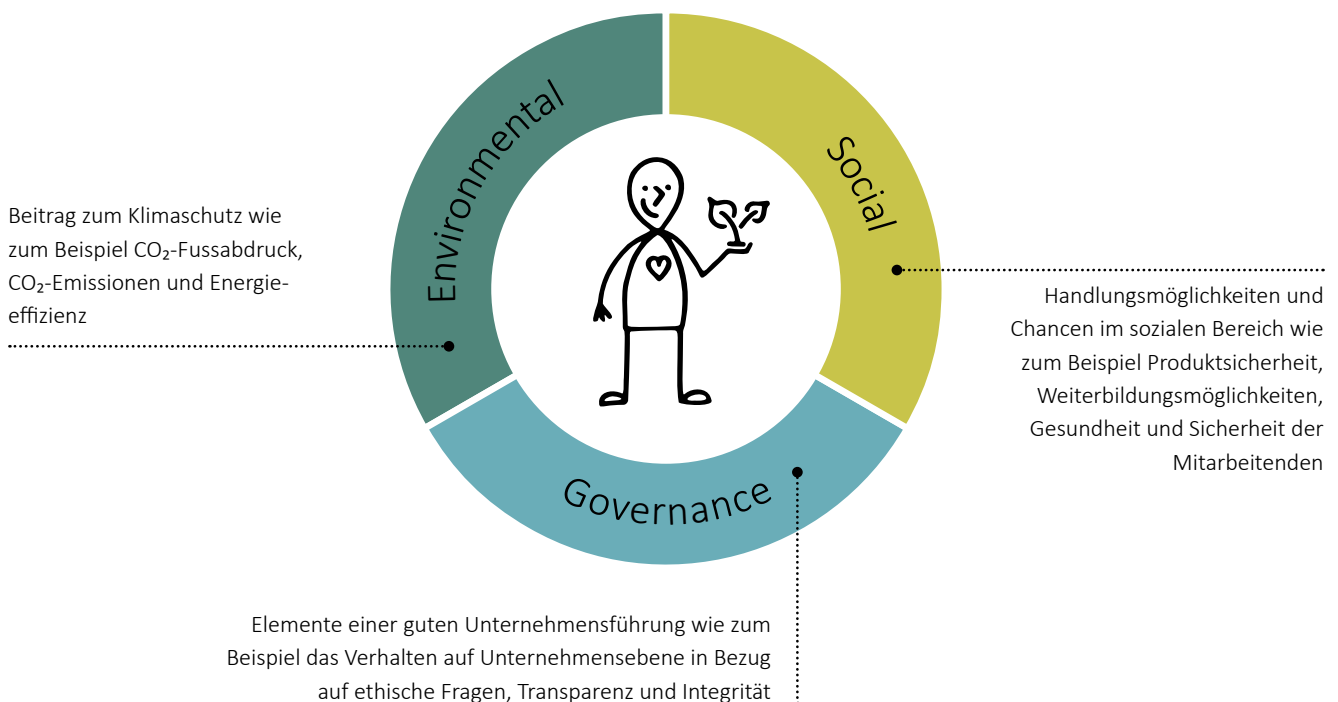 Environmental
Social
Beitrag zum Klimaschutz wie
zum Beispiel CO₂-Fussabdruck,
CO₂-Emissionen und Energie-
effizienz
Handlungsmöglichkeiten und
Chancen im sozialen Bereich wie
zum Beispiel Produktsicherheit,
Weiterbildungsmöglichkeiten,
Gesundheit und Sicherheit der
Mitarbeitenden
Governance
Elemente einer guten Unternehmensführung wie zum
Beispiel das Verhalten auf Unternehmensebene in Bezug
auf ethische Fragen, Transparenz und Integrität